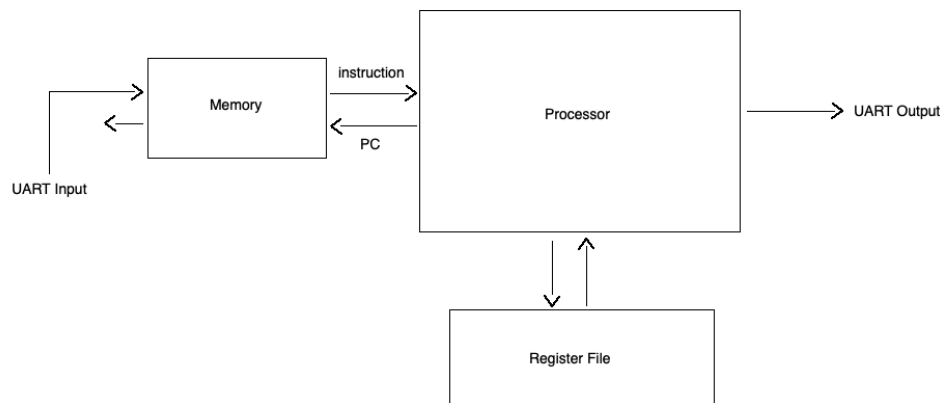 instruction
Memory
Processor
UART Output
PC
UART Input
Register File